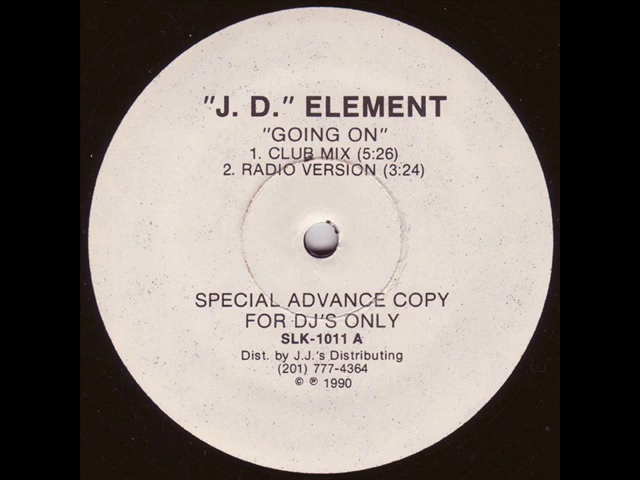 "J. D." ELEMENT
"GOING ON"
1. CLUB MIX (5:26)
2. RADIO VERSION (3:24)
SPECIAL ADVANCE COPY
FOR DJ'S ONLY
SLK-1011 A
Dist. by J.J.'s Distributing
(201) 777-4364
© ℗ 1990